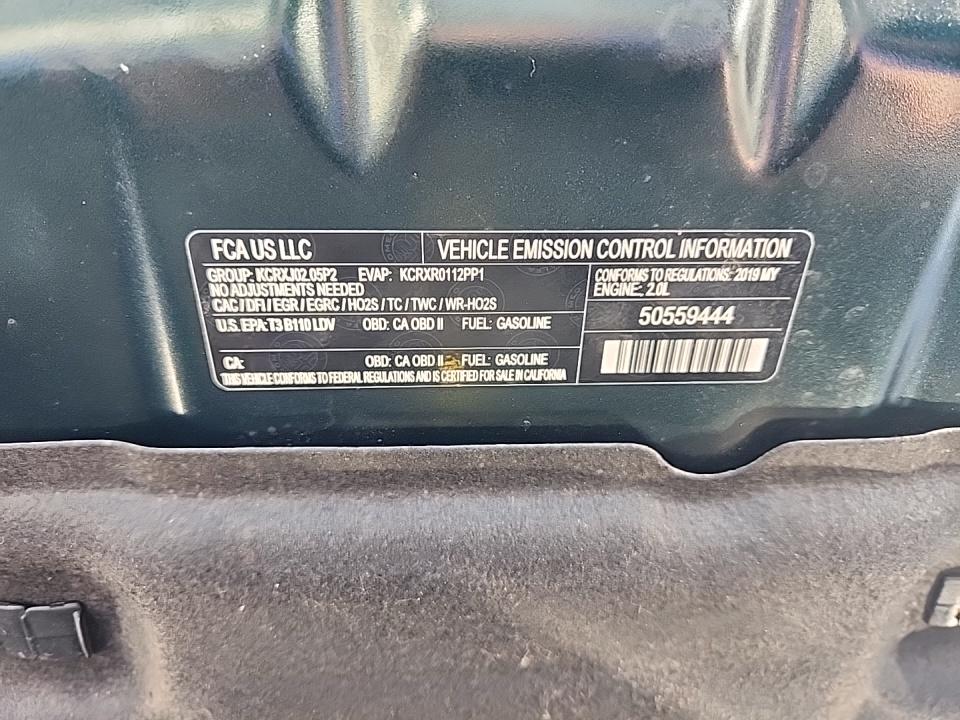 FCA US LLC
VEHICLE EMISSION CONTROL INFORMATION
GROUP: KCRXJ02.05P2 EVAP: KCRXR0112PP1
NO ADJUSTMENTS NEEDED
CAC / DFI / EGR / EGRC / HO2S / TC / TWC / WR-HO2S
U.S. EPA: T3 B110 LDV OBD: CA OBD II FUEL: GASOLINE
CA: OBD: CA OBD II FUEL: GASOLINE
THIS VEHICLE CONFORMS TO FEDERAL REGULATIONS AND IS CERTIFIED FOR SALE IN CALIFORNIA
CONFORMS TO REGULATIONS: 2019 MY
ENGINE: 2.0L
50559444